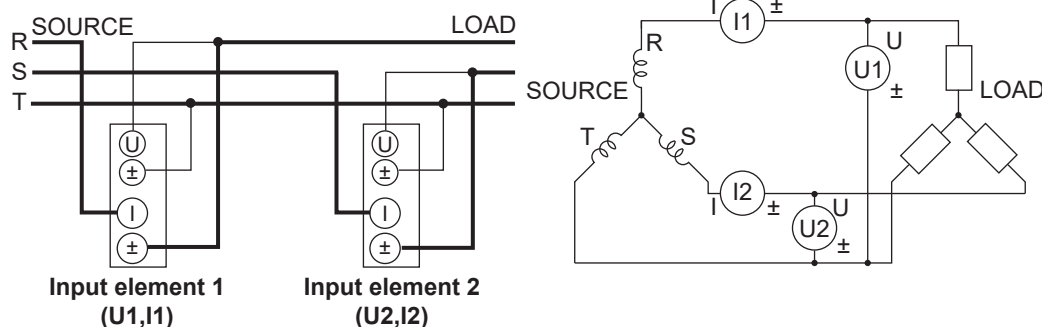 SOURCE
LOAD
R
S
T
U
±
I
±
U
±
I
±
Input element 1
(U1,I1)
Input element 2
(U2,I2)
I
I1
±
R
U
U1
±
SOURCE
LOAD
T
S
I
I2
±
U
U2
±